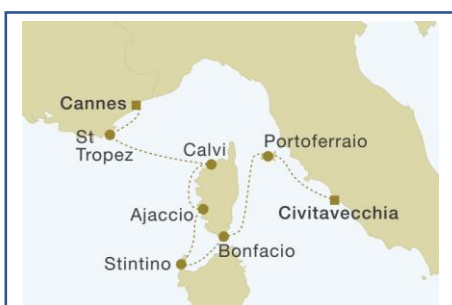 Cannes
St
Tropez
Calvi
Portoferraio
Ajaccio
Civitavecchia
Bonfacio
Stintino